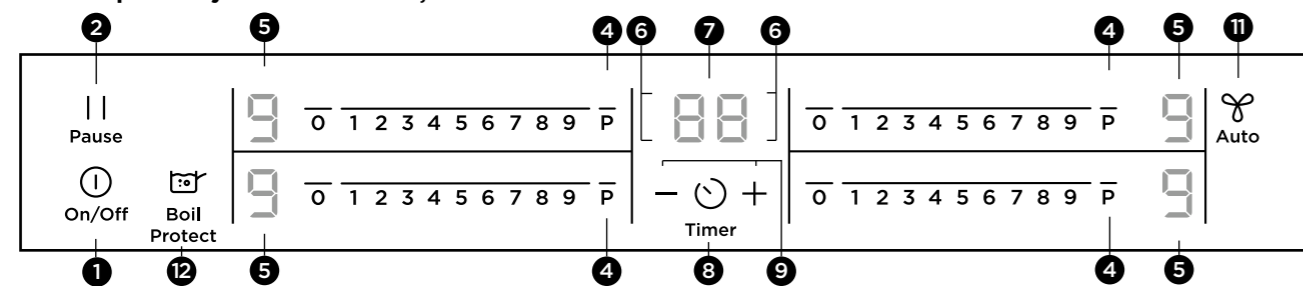 2 5 4 6 7 6 4 5 11
9 0 1 2 3 4 5 6 7 8 9 P 88 0 1 2 3 4 5 6 7 8 9 P 9
Pause Auto
9 0 1 2 3 4 5 6 7 8 9 P − + 0 1 2 3 4 5 6 7 8 9 P 9
On/Off Boil Protect Timer
1 12 5 4 8 9 4 5